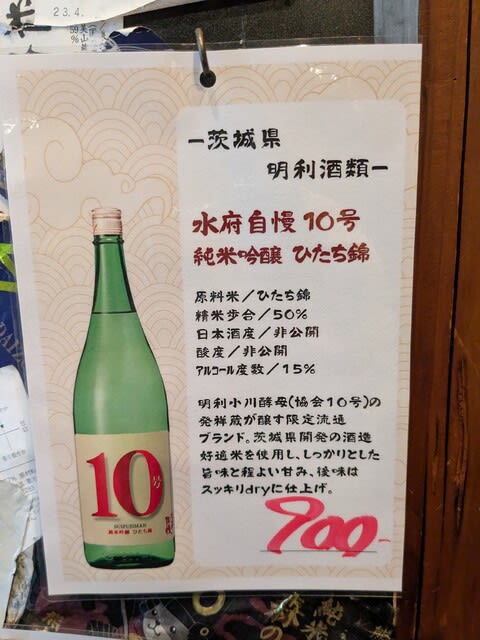 23.4.
59%
ー茨城県
明利酒類ー
水府自慢 10号
純米吟醸 ひたち錦
原料米／ひたち錦
精米歩合／50%
日本酒度／非公開
酸度／非公開
アルコール度数／15%
明利小川酵母(協会10号)の
発祥蔵が醸す限定流通
ブランド。茨城県開発の酒造
好適米を使用し、しっかりとした
旨味と程よい甘み、後味は
スッキリdryに仕上げ。
900-
10号
SUIFUJIMAN
純米吟醸 ひたち錦